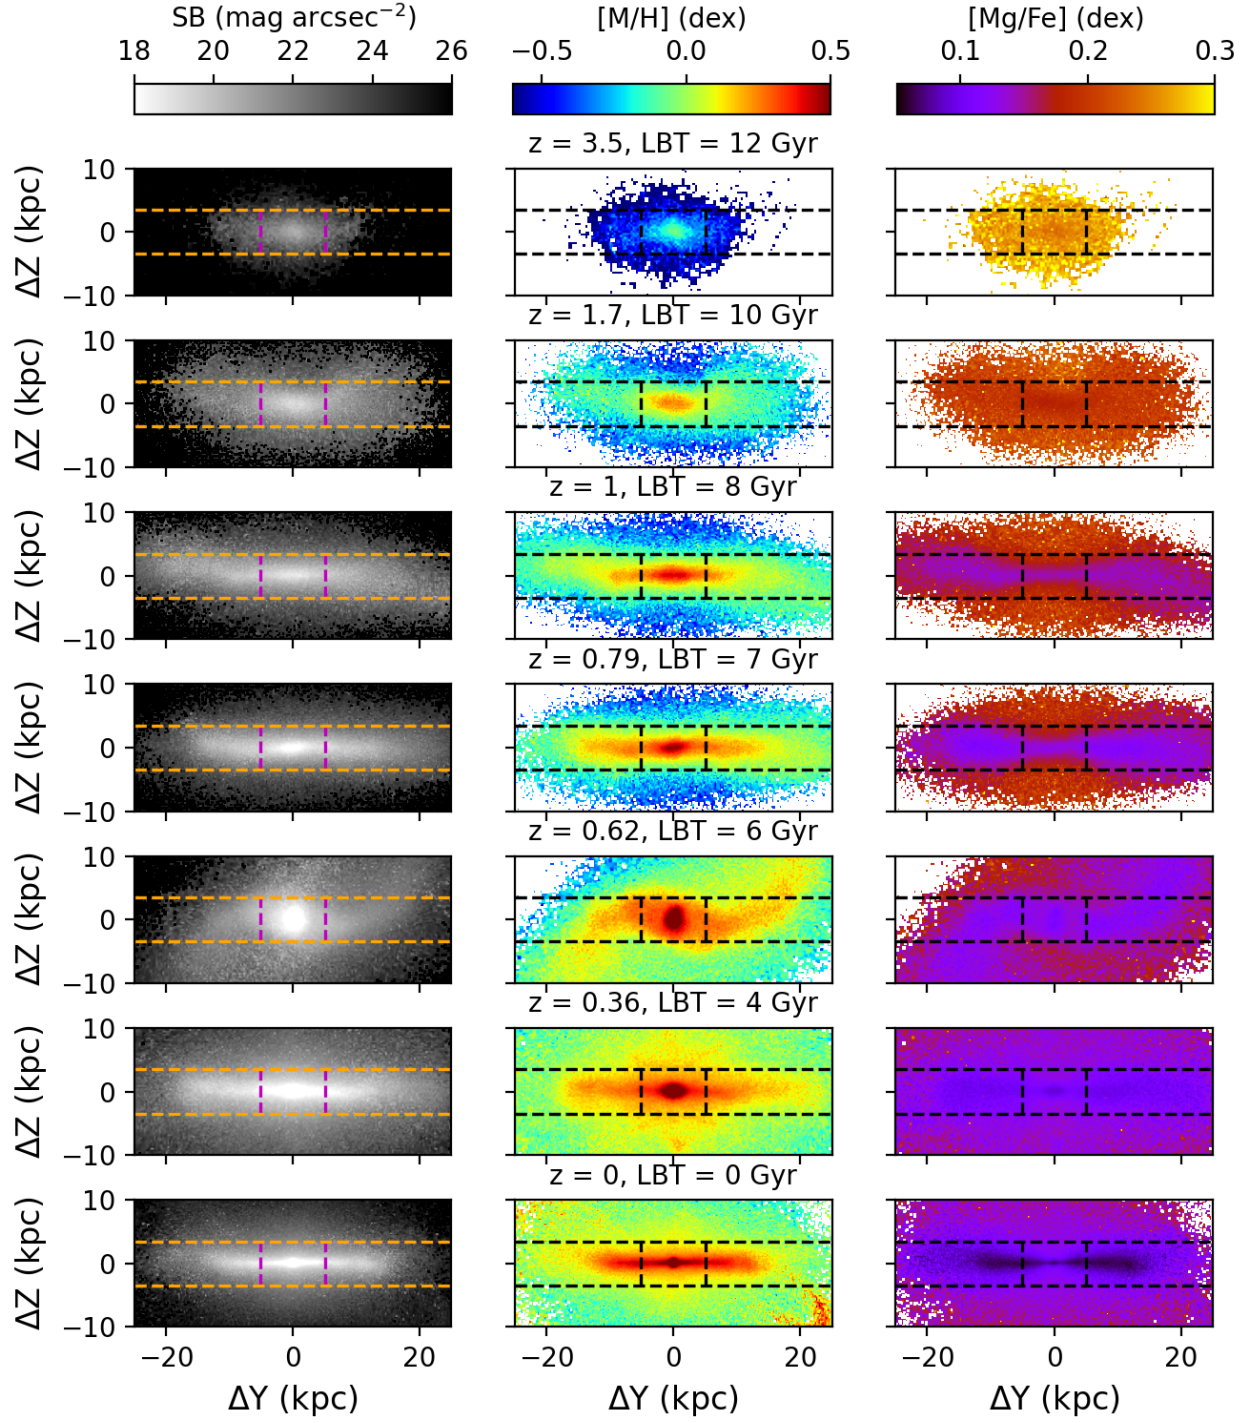 SB (mag arcsec⁻²) [M/H] (dex) [Mg/Fe] (dex)
18 20 22 24 26 −0.5 0.0 0.5 0.1 0.2 0.3
z = 3.5, LBT = 12 Gyr
10
0
−10
ΔZ (kpc)
z = 1.7, LBT = 10 Gyr
10
0
−10
ΔZ (kpc)
z = 1, LBT = 8 Gyr
10
0
−10
ΔZ (kpc)
z = 0.79, LBT = 7 Gyr
10
0
−10
ΔZ (kpc)
z = 0.62, LBT = 6 Gyr
10
0
−10
ΔZ (kpc)
z = 0.36, LBT = 4 Gyr
10
0
−10
ΔZ (kpc)
z = 0, LBT = 0 Gyr
10
0
−10
ΔZ (kpc)
−20 0 20 −20 0 20 −20 0 20
ΔY (kpc) ΔY (kpc) ΔY (kpc)